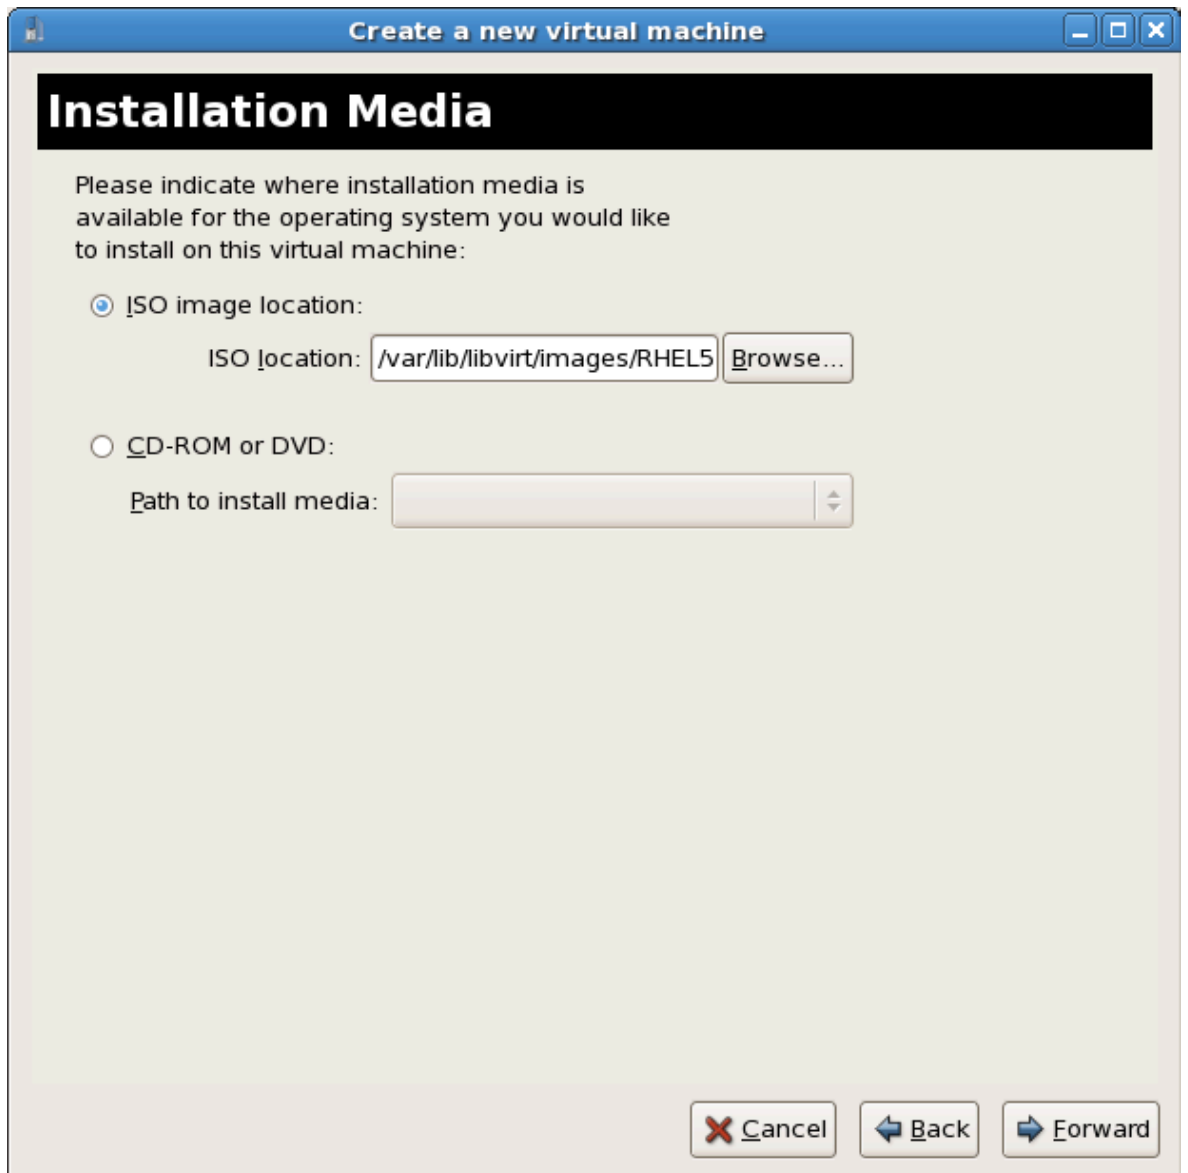 Create a new virtual machine
Installation Media
Please indicate where installation media is
available for the operating system you would like
to install on this virtual machine:
ISO image location:
ISO location: /var/lib/libvirt/images/RHEL5 Browse...
CD-ROM or DVD:
Path to install media:
Cancel Back Forward